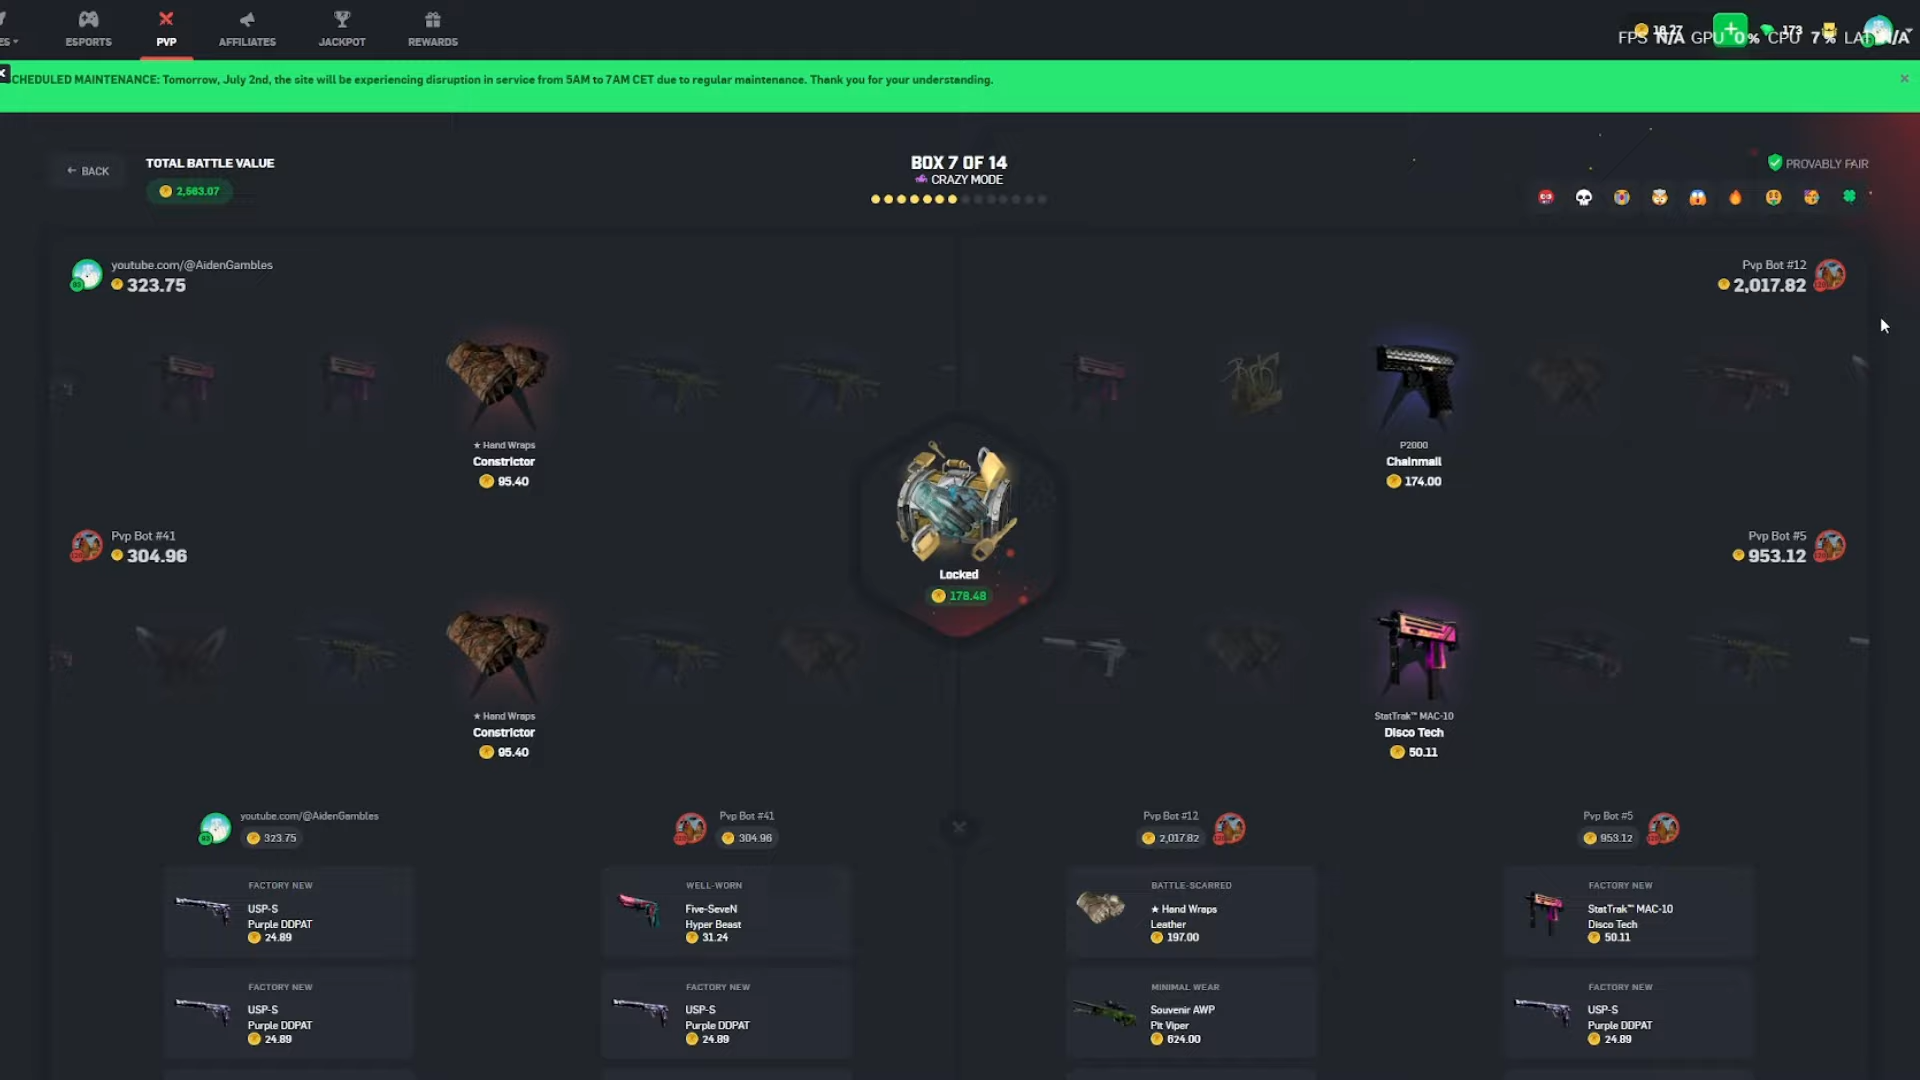 ES
ESPORTS
PVP
AFFILIATES
JACKPOT
REWARDS
FPS N/A GPU 0% CPU 7% LAT N/A
173
SCHEDULED MAINTENANCE: Tomorrow, July 2nd, the site will be experiencing disruption in service from 5AM to 7AM CET due to regular maintenance. Thank you for your understanding.
← BACK
TOTAL BATTLE VALUE
2,563.07
BOX 7 OF 14
CRAZY MODE
PROVABLY FAIR
youtube.com/@AidenGambles
323.75
Pvp Bot #12
2,017.82
★ Hand Wraps
Constrictor
95.40
P2000
Chainmail
174.00
Pvp Bot #41
304.96
Pvp Bot #5
953.12
Locked
178.48
★ Hand Wraps
Constrictor
95.40
StatTrak™ MAC-10
Disco Tech
50.11
youtube.com/@AidenGambles
323.75
Pvp Bot #41
304.96
Pvp Bot #12
2,017.82
Pvp Bot #5
953.12
FACTORY NEW
USP-S
Purple DDPAT
24.89
WELL-WORN
Five-SeveN
Hyper Beast
31.24
BATTLE-SCARRED
★ Hand Wraps
Leather
197.00
FACTORY NEW
StatTrak™ MAC-10
Disco Tech
50.11
FACTORY NEW
USP-S
Purple DDPAT
24.89
FACTORY NEW
USP-S
Purple DDPAT
24.89
MINIMAL WEAR
Souvenir AWP
Pit Viper
624.00
FACTORY NEW
USP-S
Purple DDPAT
24.89